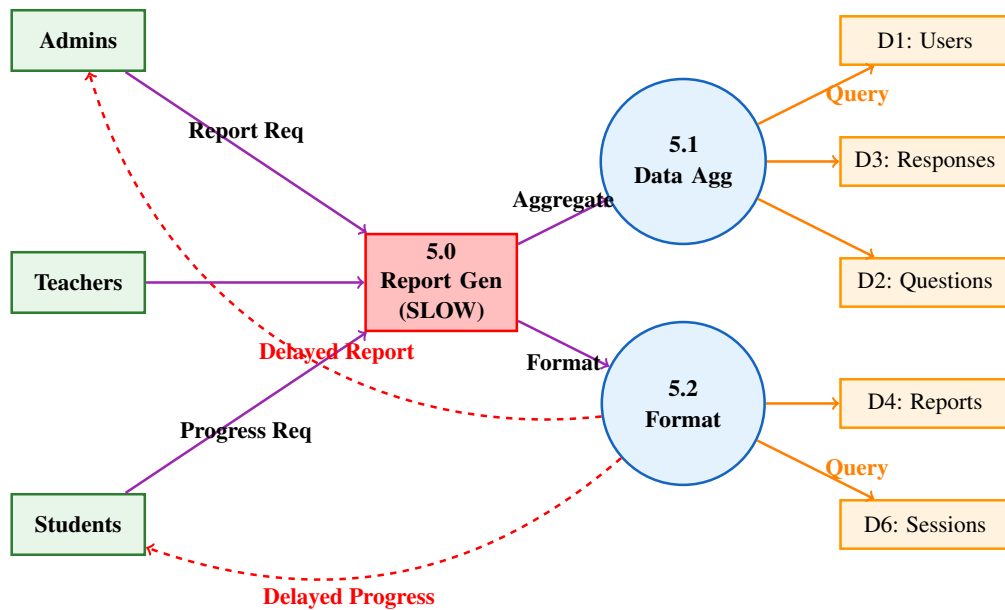 Admins
D1: Users
Query
Report Req
5.1
Data Agg
D3: Responses
Aggregate
5.0
Report Gen
(SLOW)
Teachers
D2: Questions
Delayed Report
Format
5.2
Format
D4: Reports
Progress Req
Query
Students
D6: Sessions
Delayed Progress